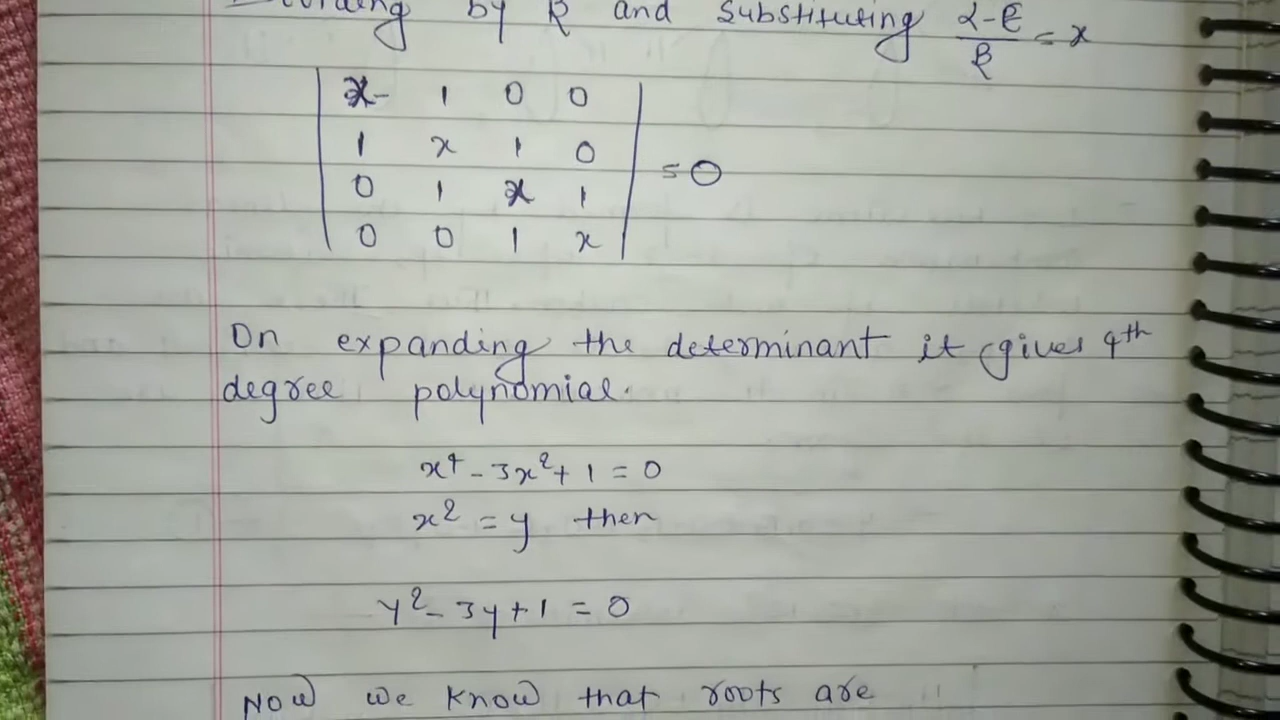 by β and substituting α-E/β = x
x 1 0 0
1 x 1 0
0 1 x 1 = 0
0 0 1 x
On expanding the determinant it gives 4th
degree polynomial.
x⁴ - 3x² + 1 = 0
x² = y then
y² - 3y + 1 = 0
Now we know that roots are